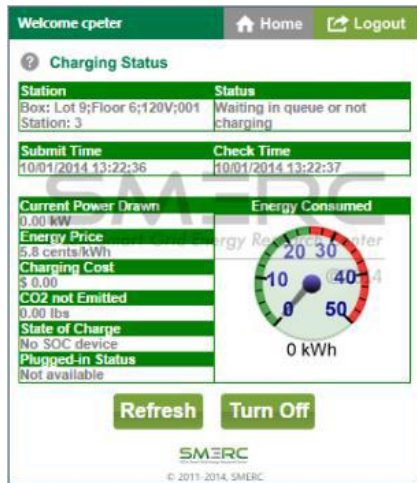 Welcome cpeter
Home
Logout
Charging Status
Station
Status
Box: Lot 9;Floor 6;120V;001
Station: 3
Waiting in queue or not
charging
Submit Time
Check Time
10/01/2014 13:22:36
10/01/2014 13:22:37
SMERC
Current Power Drawn
0.00 kW
Energy Price
5.8 cents/kWh
Charging Cost
$ 0.00
CO2 not Emitted
0.00 lbs
State of Charge
No SOC device
Plugged-in Status
Not available
Energy Consumed
0
10
20
30
40
50
0 kWh
Refresh
Turn Off
SMERC
© 2011-2014, SMERC